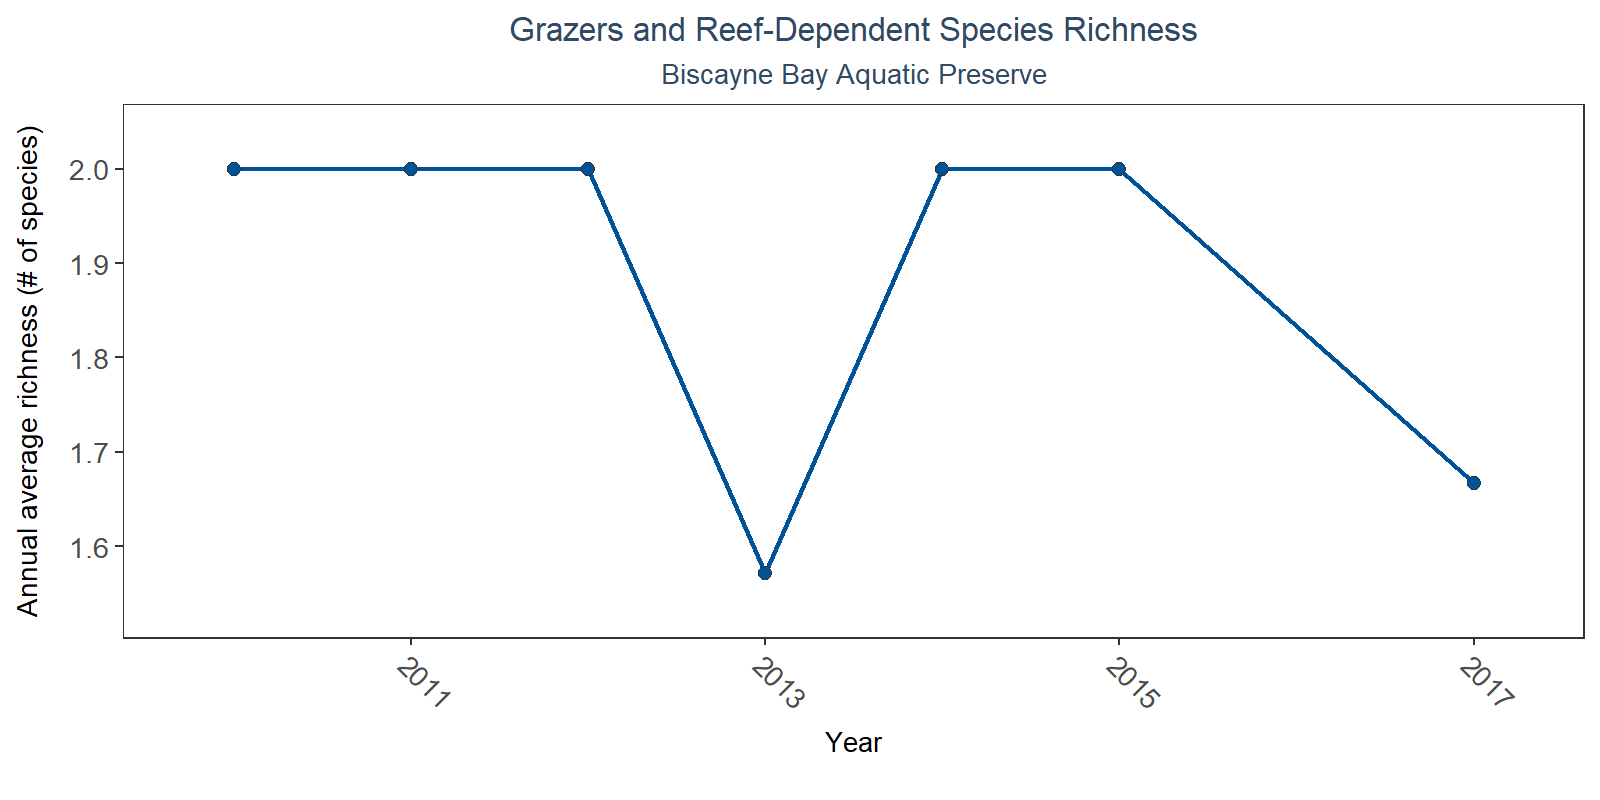 Grazers and Reef-Dependent Species Richness
Biscayne Bay Aquatic Preserve
Annual average richness (# of species)
2.0
1.9
1.8
1.7
1.6
2011
2013
2015
2017
Year